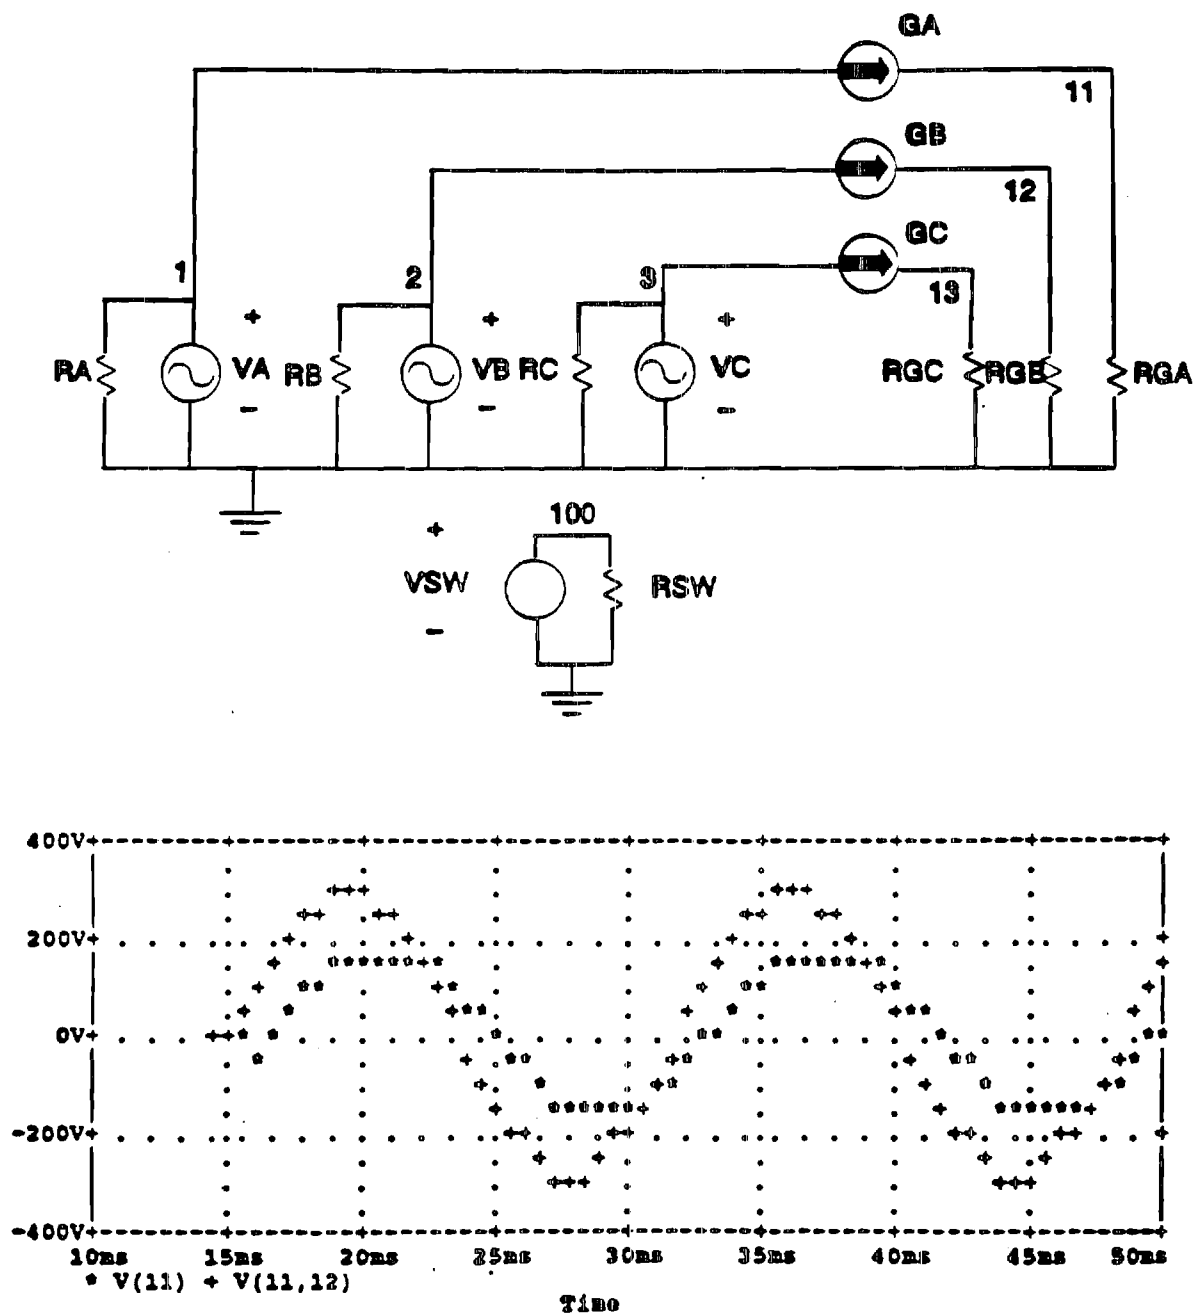 GA
11
GB
12
GC
1
2
3
13
+
+
+
RA
VA
RB
VB
RC
VC
RGC
RGB
RGA
-
-
-
+
100
VSW
RSW
-
400V
200V
0V
-200V
-400V
10ms 15ms 20ms 25ms 30ms 35ms 40ms 45ms 50ms
* V(11) + V(11,12)
Time